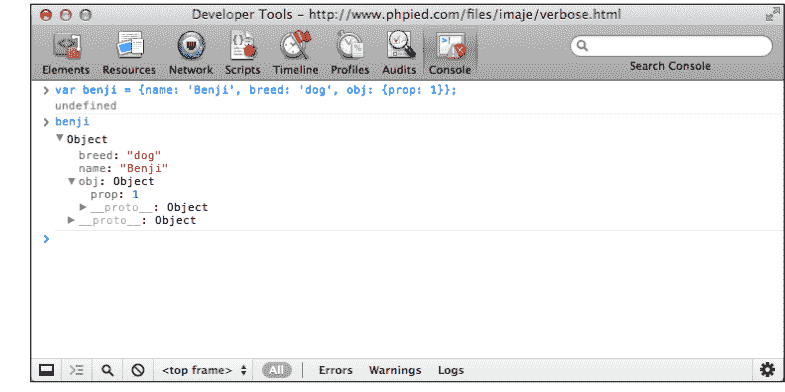 Developer Tools – http://www.phpied.com/files/imaje/verbose.html
Elements Resources Network Scripts Timeline Profiles Audits Console Search Console
> var benji = {name: 'Benji', breed: 'dog', obj: {prop: 1}};
undefined
> benji
▼Object
breed: "dog"
name: "Benji"
▼obj: Object
prop: 1
▶__proto__: Object
▶__proto__: Object
>
<top frame> All Errors Warnings Logs